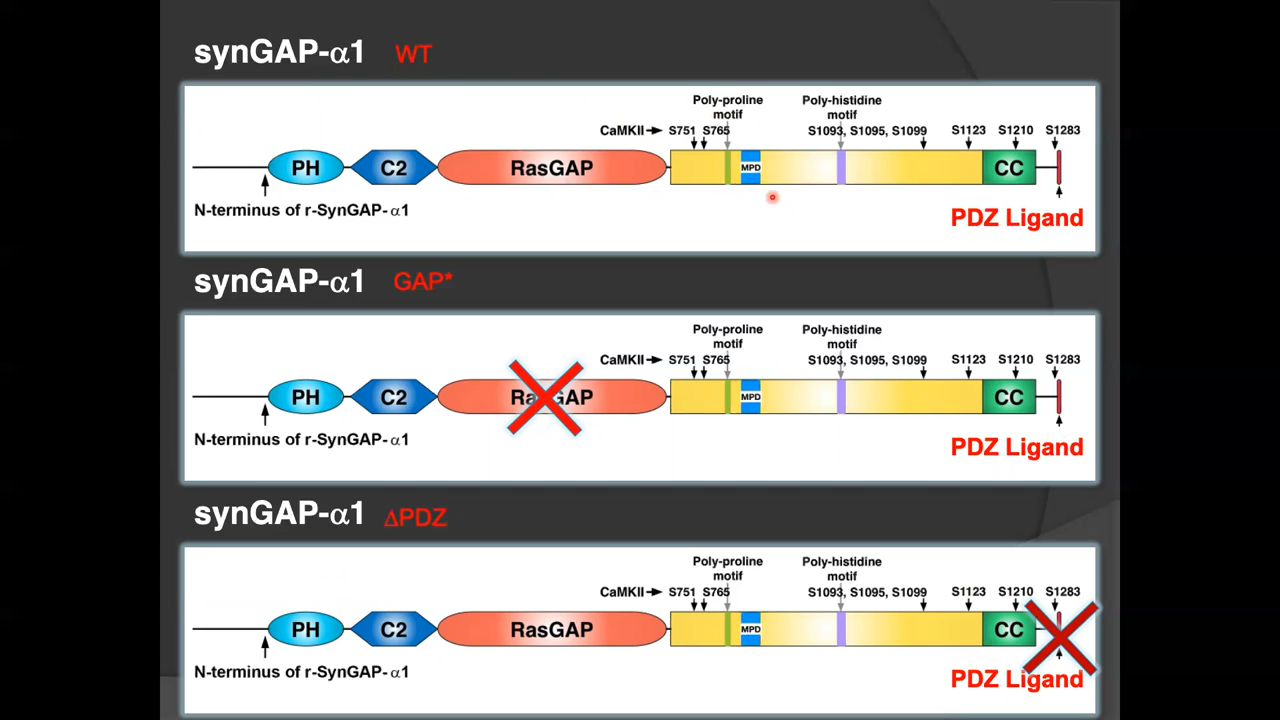 synGAP-α1 WT
Poly-proline motif
Poly-histidine motif
CaMKII S751 S765 S1093, S1095, S1099 S1123 S1210 S1283
PH C2 RasGAP MPD CC
N-terminus of r-SynGAP-α1
PDZ Ligand
synGAP-α1 GAP*
Poly-proline motif
Poly-histidine motif
CaMKII S751 S765 S1093, S1095, S1099 S1123 S1210 S1283
PH C2 RasGAP MPD CC
N-terminus of r-SynGAP-α1
PDZ Ligand
synGAP-α1 ΔPDZ
Poly-proline motif
Poly-histidine motif
CaMKII S751 S765 S1093, S1095, S1099 S1123 S1210 S1283
PH C2 RasGAP MPD CC
N-terminus of r-SynGAP-α1
PDZ Ligand